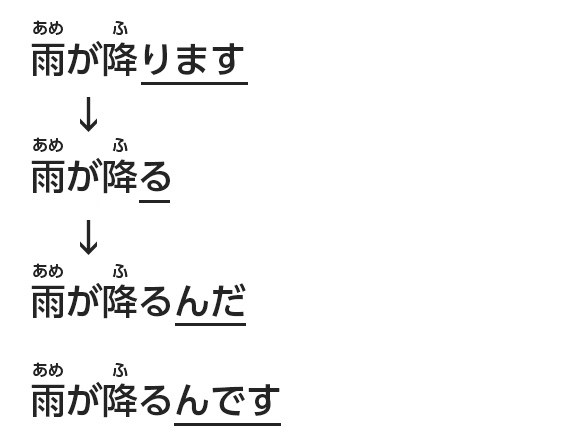 あめ ふ
雨が降ります
↓
あめ ふ
雨が降る
↓
あめ ふ
雨が降るんだ
あめ ふ
雨が降るんです